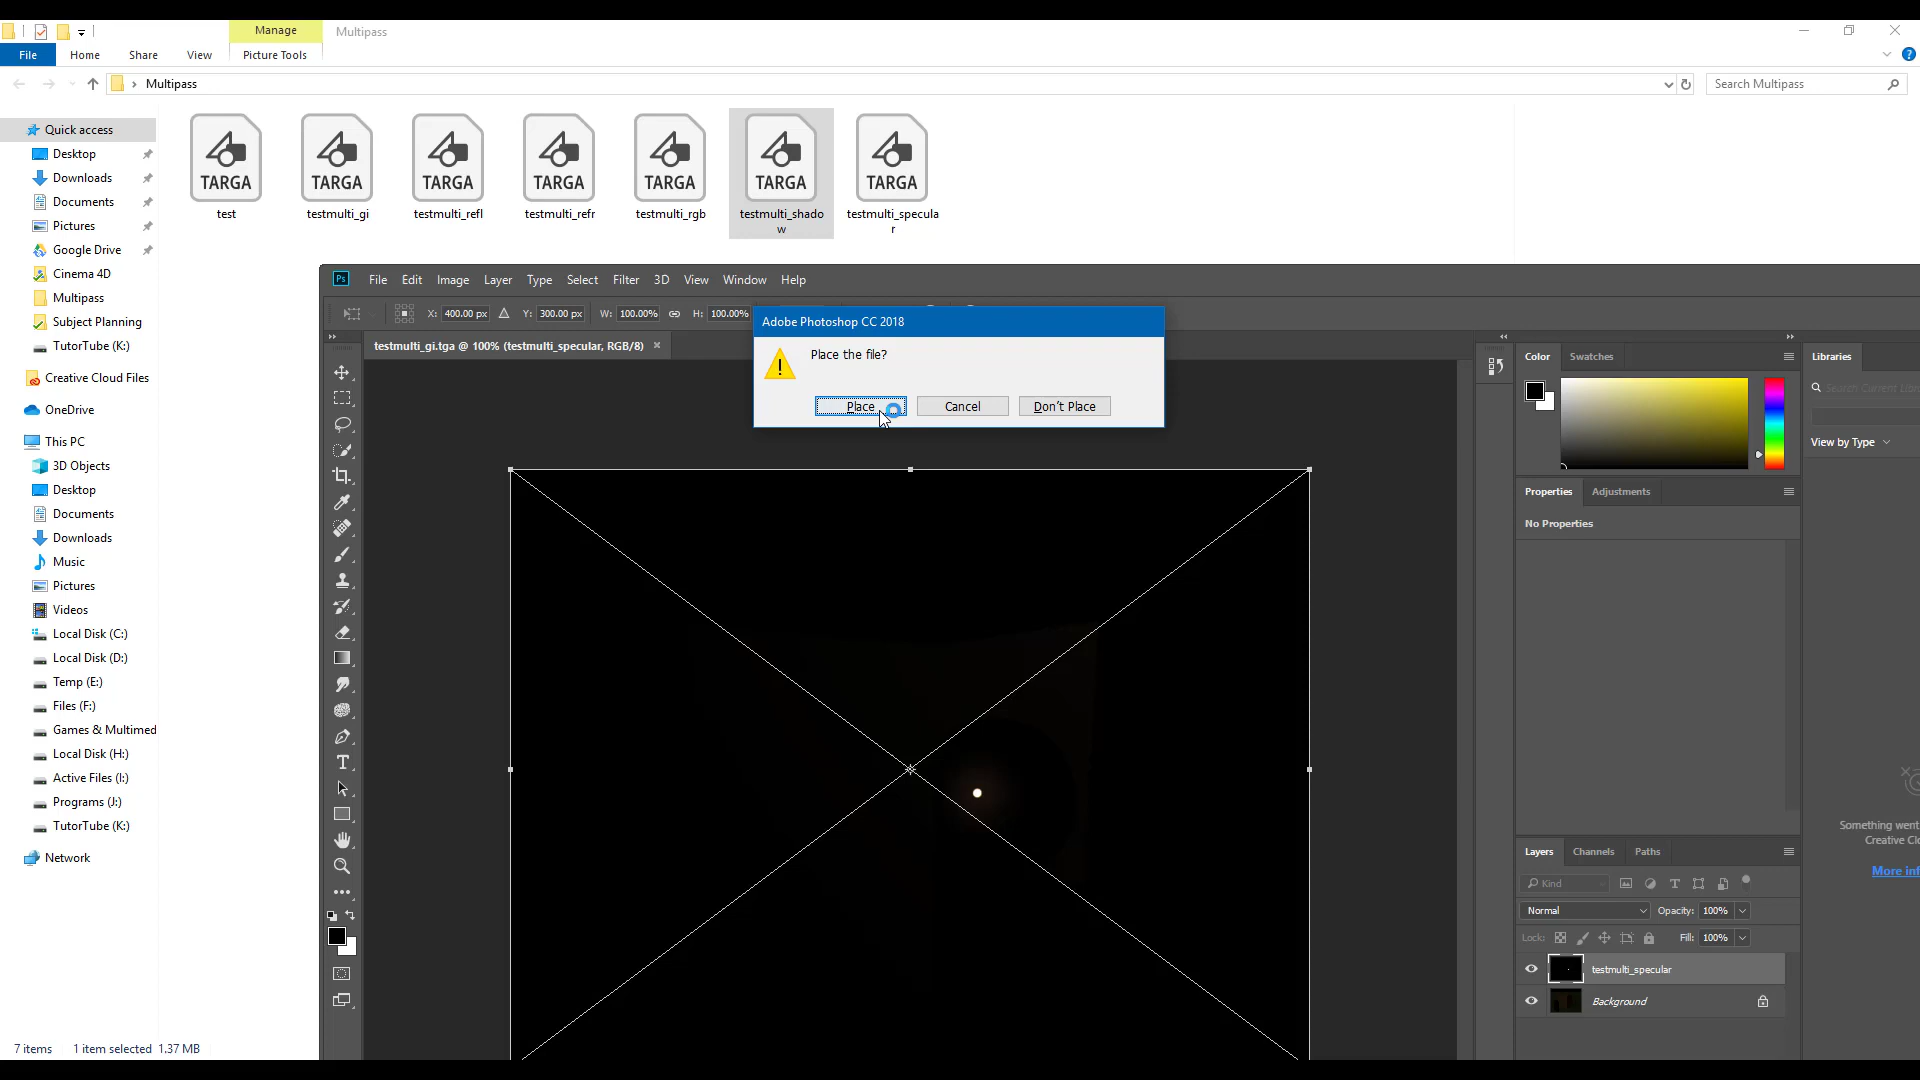 Manage
Multipass
File
Home
Share
View
Picture Tools
Multipass
Search Multipass
Quick access
Desktop
Downloads
Documents
Pictures
Google Drive
Cinema 4D
Multipass
Subject Planning
TutorTube (K:)
Creative Cloud Files
OneDrive
This PC
3D Objects
Desktop
Documents
Downloads
Music
Pictures
Videos
Local Disk (C:)
Local Disk (D:)
Temp (E:)
Files (F:)
Games & Multimed
Local Disk (H:)
Active Files (I:)
Programs (J:)
TutorTube (K:)
Network
7 items 1 item selected 1.37 MB
TARGA
test
TARGA
testmulti_gi
TARGA
testmulti_refl
TARGA
testmulti_refr
TARGA
testmulti_rgb
TARGA
testmulti_shado
w
TARGA
testmulti_specula
r
Ps File Edit Image Layer Type Select Filter 3D View Window Help
X: 400.00 px Y: 300.00 px W: 100.00% H: 100.00%
testmulti_gi.tga @ 100% (testmulti_specular, RGB/8)
Adobe Photoshop CC 2018
Place the file?
Place
Cancel
Don't Place
Color Swatches
Properties Adjustments
No Properties
Layers Channels Paths
Kind
Normal Opacity: 100%
Lock: Fill: 100%
testmulti_specular
Background
Libraries
Search Current Libr
View by Type
Something went
Creative Clo
More inf